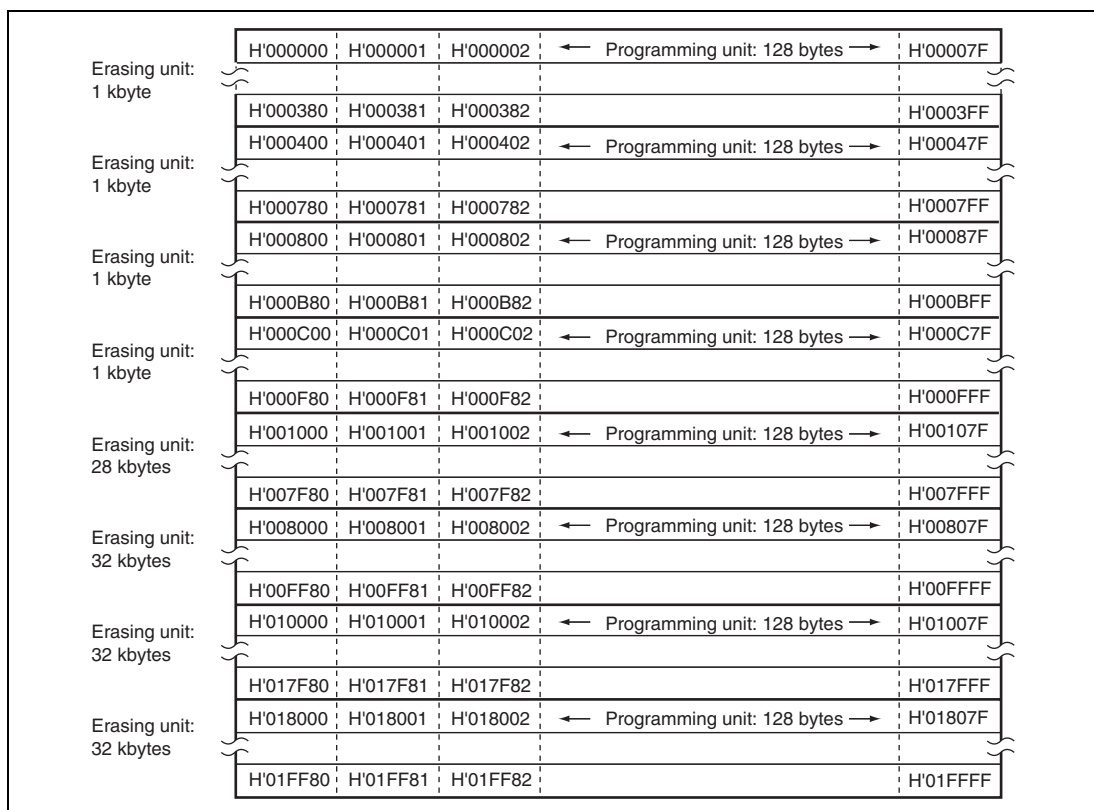 H'000000 H'000001 H'000002 ← Programming unit: 128 bytes → H'00007F
Erasing unit:
1 kbyte
H'000380 H'000381 H'000382 H'0003FF
H'000400 H'000401 H'000402 ← Programming unit: 128 bytes → H'00047F
Erasing unit:
1 kbyte
H'000780 H'000781 H'000782 H'0007FF
H'000800 H'000801 H'000802 ← Programming unit: 128 bytes → H'00087F
Erasing unit:
1 kbyte
H'000B80 H'000B81 H'000B82 H'000BFF
H'000C00 H'000C01 H'000C02 ← Programming unit: 128 bytes → H'000C7F
Erasing unit:
1 kbyte
H'000F80 H'000F81 H'000F82 H'000FFF
H'001000 H'001001 H'001002 ← Programming unit: 128 bytes → H'00107F
Erasing unit:
28 kbytes
H'007F80 H'007F81 H'007F82 H'007FFF
H'008000 H'008001 H'008002 ← Programming unit: 128 bytes → H'00807F
Erasing unit:
32 kbytes
H'00FF80 H'00FF81 H'00FF82 H'00FFFF
H'010000 H'010001 H'010002 ← Programming unit: 128 bytes → H'01007F
Erasing unit:
32 kbytes
H'017F80 H'017F81 H'017F82 H'017FFF
H'018000 H'018001 H'018002 ← Programming unit: 128 bytes → H'01807F
Erasing unit:
32 kbytes
H'01FF80 H'01FF81 H'01FF82 H'01FFFF